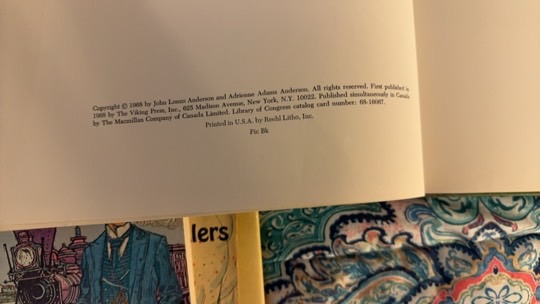 Copyright © 1968 by John Lonzo Anderson and Adrienne Adams Anderson. All rights reserved. First published in
1968 by The Viking Press, Inc., 625 Madison Avenue, New York, N.Y. 10022. Published simultaneously in Canada
by The Macmillan Company of Canada Limited. Library of Congress catalog card number: 68-16067.
Printed in U.S.A. by Reehl Litho, Inc.
Pic Bk
lers